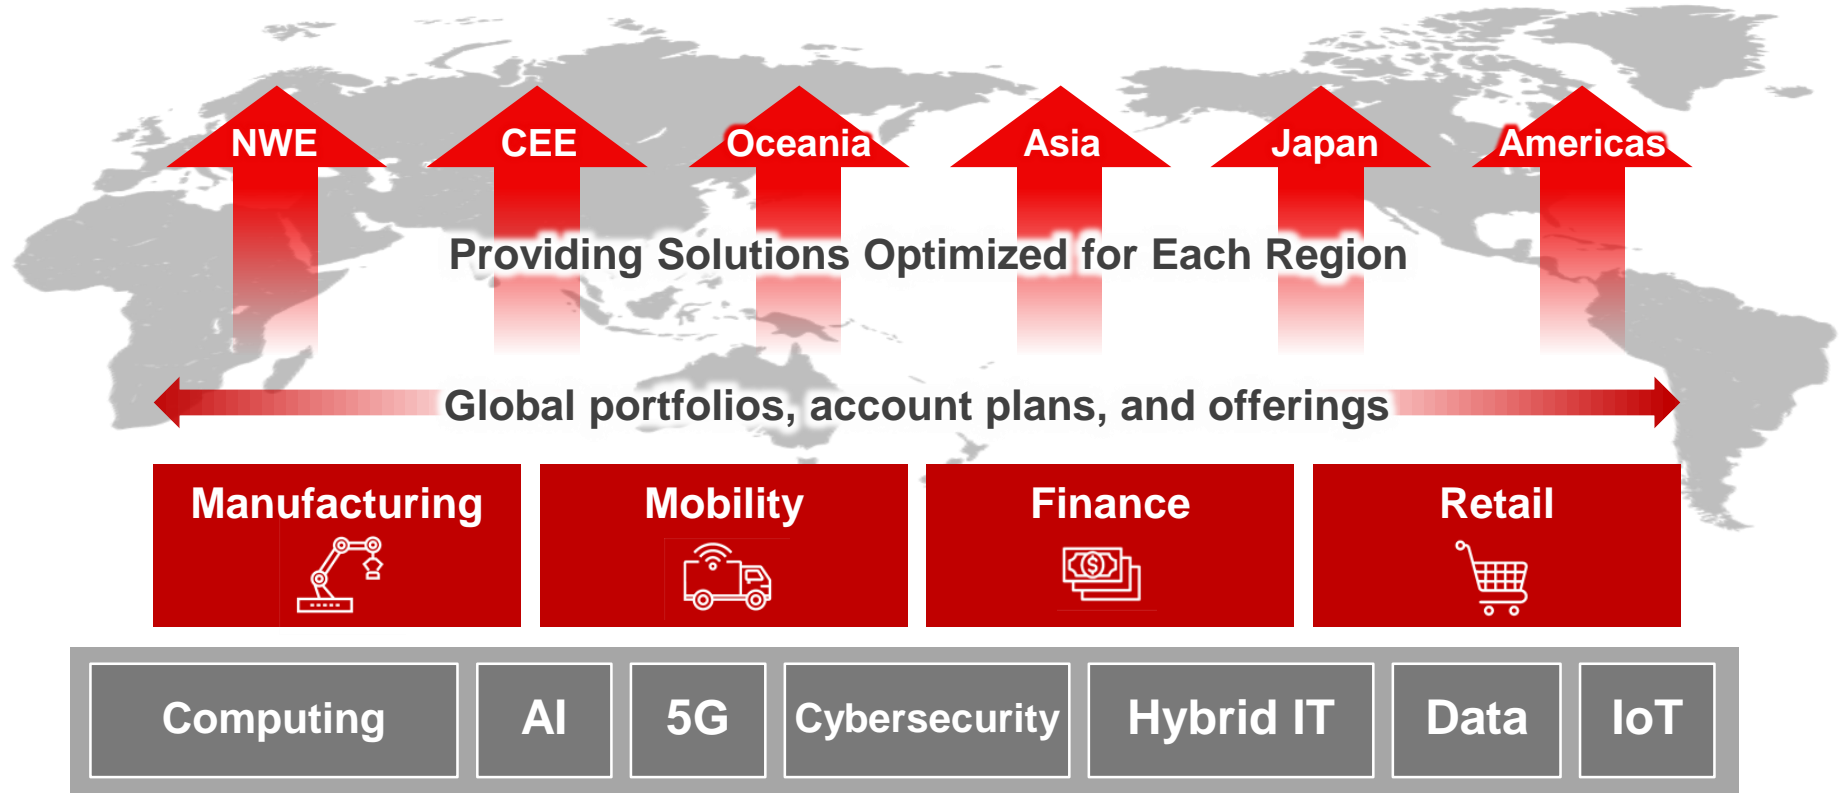 NWE
CEE
Oceania
Asia
Japan
Americas
Providing Solutions Optimized for Each Region
Global portfolios, account plans, and offerings
Manufacturing
Mobility
Finance
Retail
Computing
AI
5G
Cybersecurity
Hybrid IT
Data
IoT